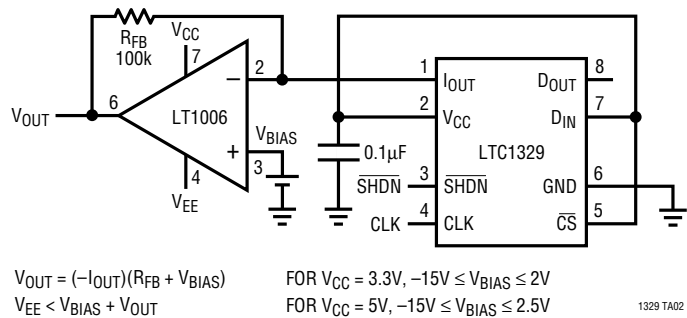 R_FB
100k
V_CC
7
6
2
V_OUT
LT1006
V_BIAS
3
4
V_EE
0.1µF
1
I_OUT
2
V_CC
3
SHDN
SHDN
4
CLK
CLK
LTC1329
D_OUT
8
D_IN
7
GND
6
CS
5
V_OUT = (–I_OUT)(R_FB + V_BIAS)
V_EE < V_BIAS + V_OUT
FOR V_CC = 3.3V, –15V ≤ V_BIAS ≤ 2V
FOR V_CC = 5V, –15V ≤ V_BIAS ≤ 2.5V
1329 TA02